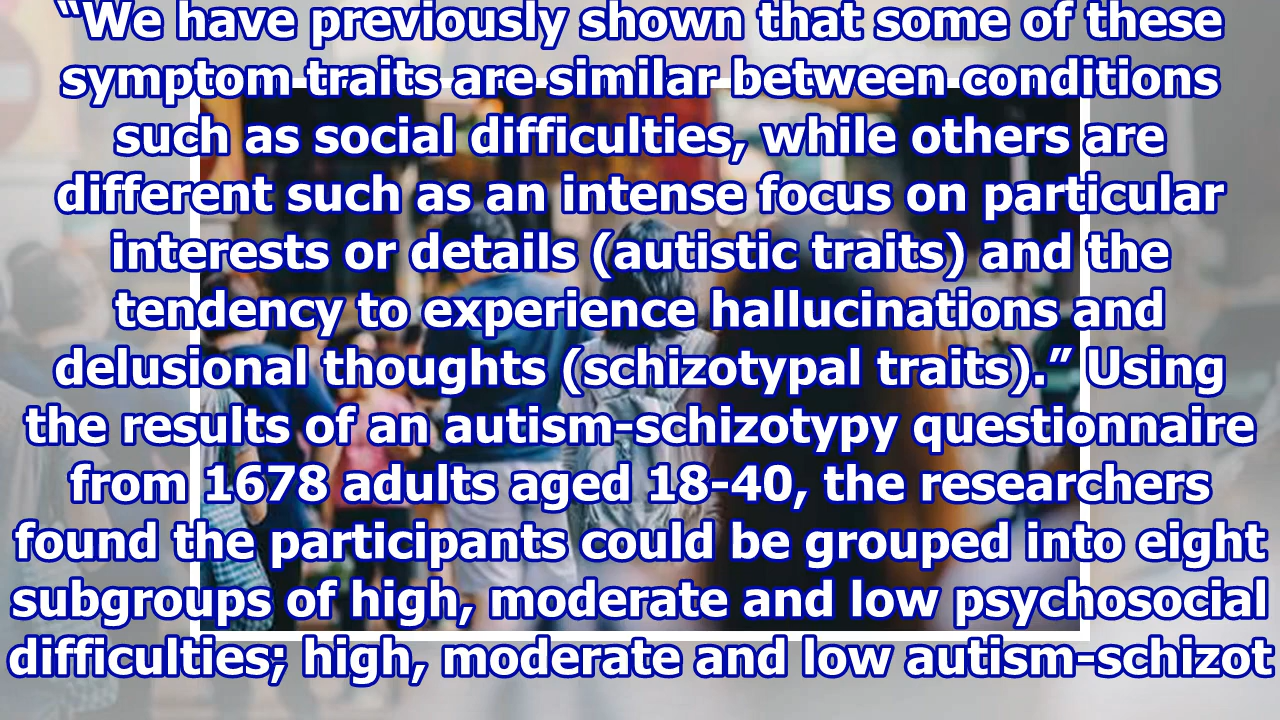 “We have previously shown that some of these
symptom traits are similar between conditions
such as social difficulties, while others are
different such as an intense focus on particular
interests or details (autistic traits) and the
tendency to experience hallucinations and
delusional thoughts (schizotypal traits).” Using
the results of an autism-schizotypy questionnaire
from 1678 adults aged 18-40, the researchers
found the participants could be grouped into eight
subgroups of high, moderate and low psychosocial
difficulties; high, moderate and low autism-schizot